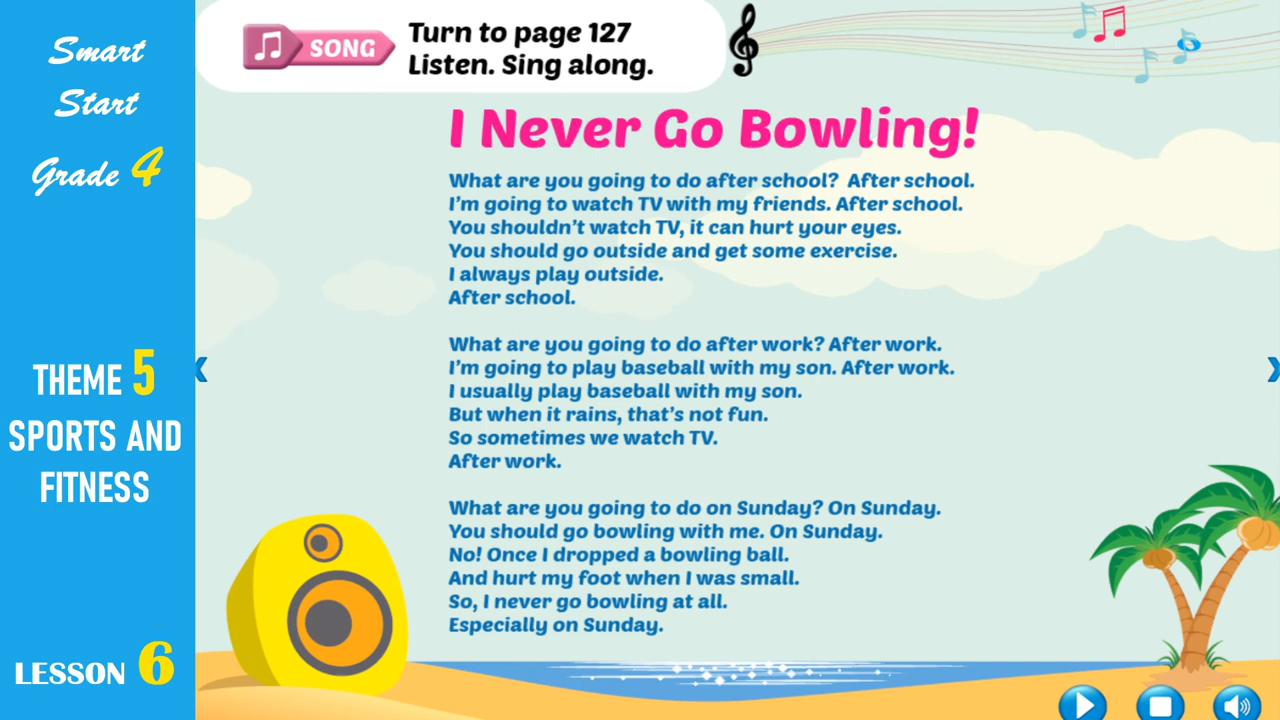 Smart
Start
Grade 4
THEME 5
SPORTS AND
FITNESS
LESSON 6
SONG
Turn to page 127
Listen. Sing along.
I Never Go Bowling!
What are you going to do after school?  After school.
I'm going to watch TV with my friends. After school.
You shouldn't watch TV, it can hurt your eyes.
You should go outside and get some exercise.
I always play outside.
After school.
What are you going to do after work? After work.
I'm going to play baseball with my son. After work.
I usually play baseball with my son.
But when it rains, that's not fun.
So sometimes we watch TV.
After work.
What are you going to do on Sunday? On Sunday.
You should go bowling with me. On Sunday.
No! Once I dropped a bowling ball.
And hurt my foot when I was small.
So, I never go bowling at all.
Especially on Sunday.